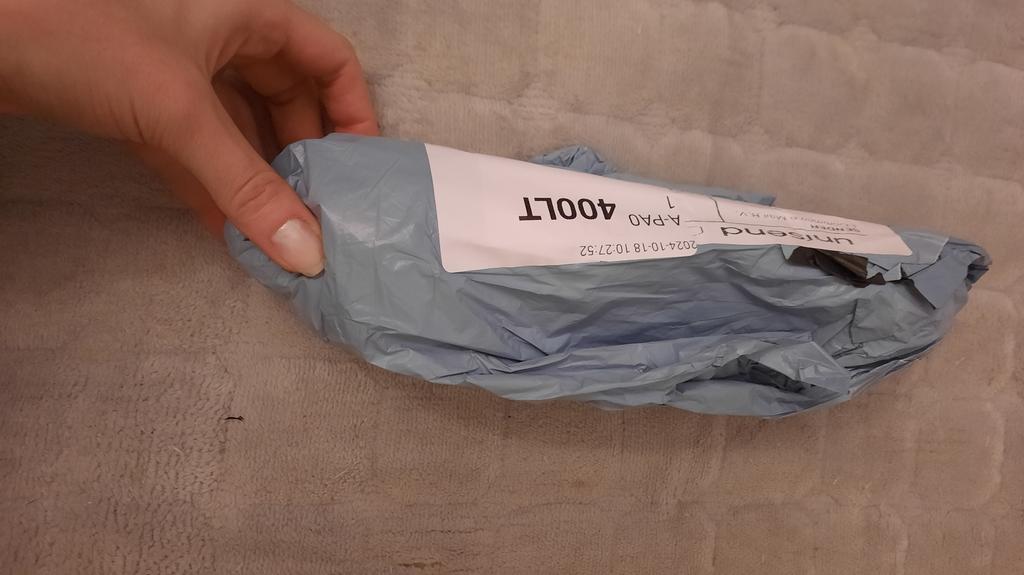 unisend
SENDER
2024-10-18 10:27:52
A-PAO
1
400LT